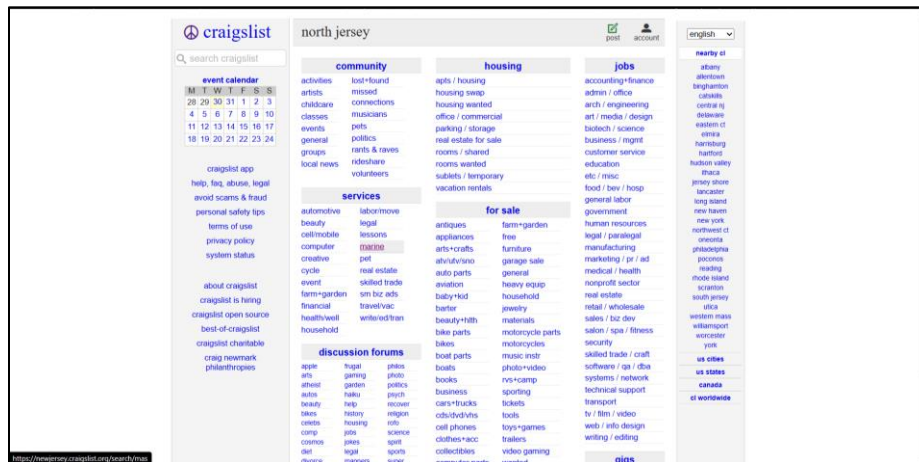 craigslist
search craigslist
event calendar
M T W T F S S
28 29 30 31 1 2 3
4 5 6 7 8 9 10
11 12 13 14 15 16 17
18 19 20 21 22 23 24
craigslist app
help, faq, abuse, legal
avoid scams & fraud
personal safety tips
terms of use
privacy policy
system status
about craigslist
craigslist is hiring
craigslist open source
best-of-craigslist
craigslist charitable
craig newmark
philanthropies
north jersey
post
account
community
activities
artists
childcare
classes
events
general
groups
local news
lost+found
missed
connections
musicians
pets
politics
rants & raves
rideshare
volunteers
services
automotive
beauty
cell/mobile
computer
creative
cycle
event
farm+garden
financial
health/well
household
labor/move
legal
lessons
marine
pet
real estate
skilled trade
sm biz ads
travel/vac
write/ed/tran
discussion forums
apple
arts
atheist
autos
beauty
bikes
celebs
comp
cosmos
diet
divorce
frugal
gaming
garden
haiku
help
history
housing
jobs
jokes
legal
manners
philos
photo
politics
psych
recover
religion
rofo
science
spirit
sports
super
housing
apts / housing
housing swap
housing wanted
office / commercial
parking / storage
real estate for sale
rooms / shared
rooms wanted
sublets / temporary
vacation rentals
for sale
antiques
appliances
arts+crafts
atv/utv/sno
auto parts
aviation
baby+kid
barter
beauty+hlth
bike parts
bikes
boat parts
boats
books
business
cars+trucks
cds/dvd/vhs
cell phones
clothes+acc
collectibles
computer parts
farm+garden
free
furniture
garage sale
general
heavy equip
household
jewelry
materials
motorcycle parts
motorcycles
music instr
photo+video
rvs+camp
sporting
tickets
tools
toys+games
trailers
video gaming
wanted
jobs
accounting+finance
admin / office
arch / engineering
art / media / design
biotech / science
business / mgmt
customer service
education
etc / misc
food / bev / hosp
general labor
government
human resources
legal / paralegal
manufacturing
marketing / pr / ad
medical / health
nonprofit sector
real estate
retail / wholesale
sales / biz dev
salon / spa / fitness
security
skilled trade / craft
software / qa / dba
systems / network
technical support
transport
tv / film / video
web / info design
writing / editing
gigs
english
nearby cl
albany
allentown
binghamton
catskills
central nj
delaware
eastern ct
elmira
harrisburg
hartford
hudson valley
ithaca
jersey shore
lancaster
long island
new haven
new york
northwest ct
oneonta
philadelphia
poconos
reading
rhode island
scranton
south jersey
utica
western mass
williamsport
worcester
york
us cities
us states
canada
cl worldwide
https://newjersey.craigslist.org/search/mas